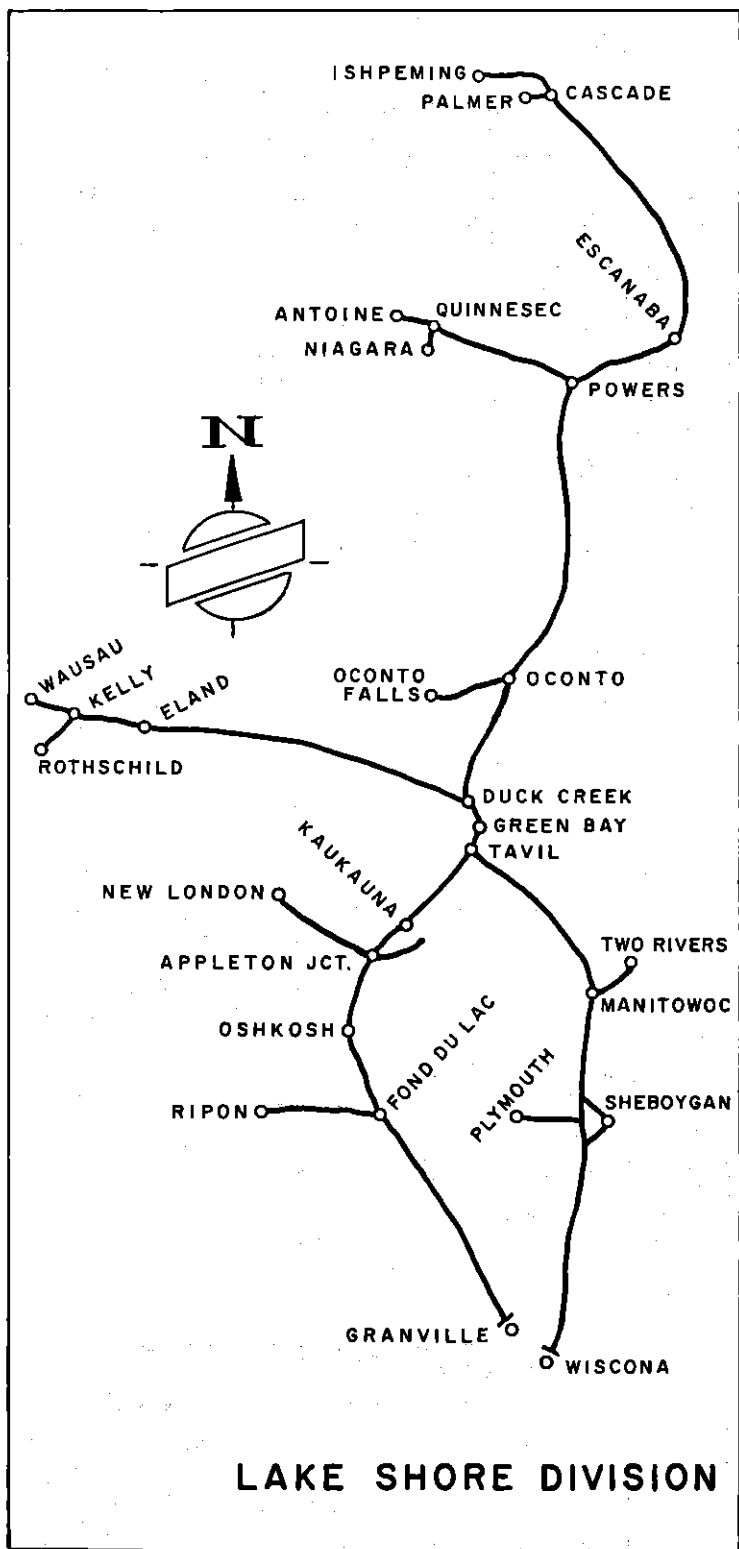 ISHPEMING
PALMER
CASCADE
ESCANABA
ANTOINE
QUINNESEC
NIAGARA
POWERS
N
WAUSAU
KELLY
ELAND
ROTHSCHILD
OCONTO
FALLS
OCONTO
DUCK CREEK
GREEN BAY
TAVIL
KAUKAUNA
NEW LONDON
APPLETON JCT.
TWO RIVERS
MANITOWOC
OSHKOSH
FOND DU LAC
RIPON
PLYMOUTH
SHEBOYGAN
GRANVILLE
WISCONA
LAKE SHORE DIVISION